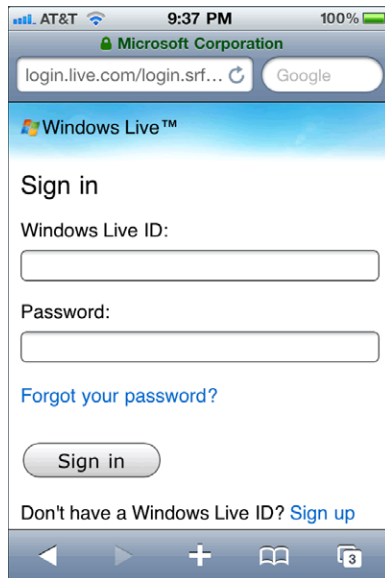 AT&T 9:37 PM 100%
Microsoft Corporation
login.live.com/login.srf... Google
Windows Live™
Sign in
Windows Live ID:
Password:
Forgot your password?
Sign in
Don't have a Windows Live ID? Sign up
3